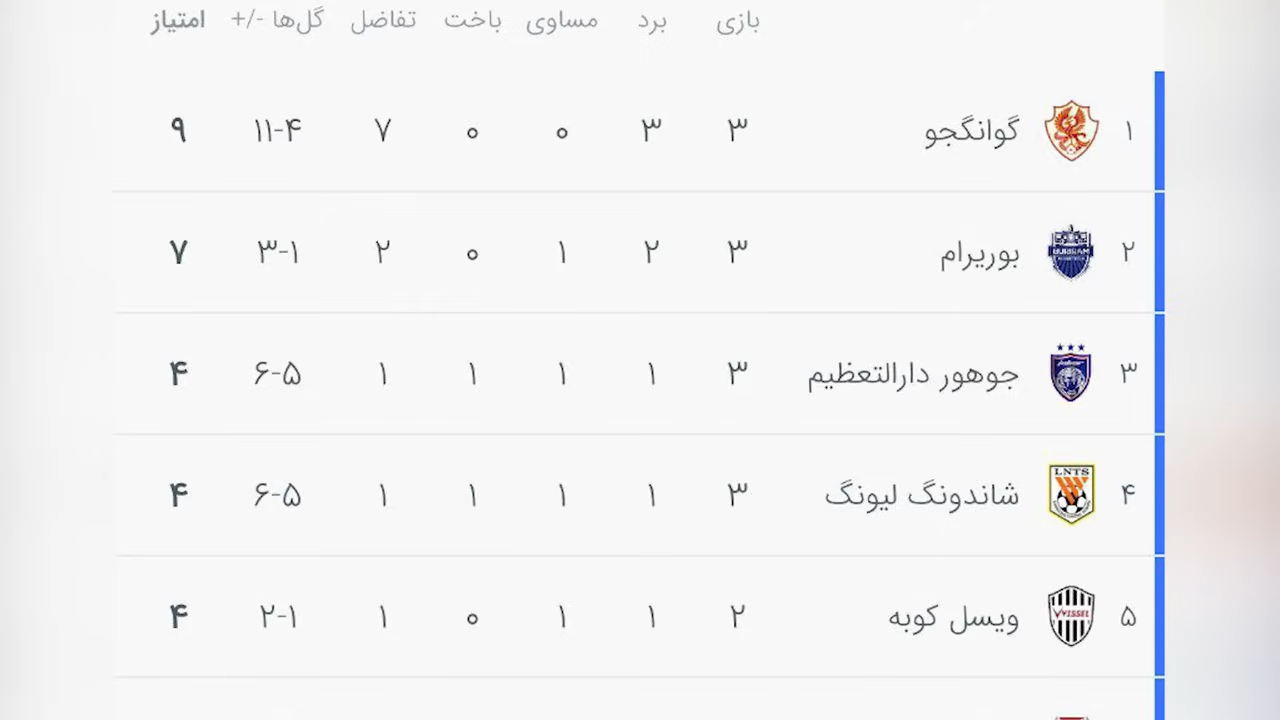 بازی برد مساوی باخت تفاضل گل‌ها -/+ امتیاز
۱ گوانگجو ۳ ۳ ۰ ۰ ۷ ۱۱-۴ ۹
۲ BURIRAM بوریرام ۳ ۲ ۱ ۰ ۲ ۳-۱ ۷
۳ جوهور دارالتعظیم ۳ ۱ ۱ ۱ ۱ ۶-۵ ۴
۴ LNTS شاندونگ لیونگ ۳ ۱ ۱ ۱ ۱ ۶-۵ ۴
۵ VISSEL ویسل کوبه ۲ ۱ ۱ ۰ ۱ ۲-۱ ۴